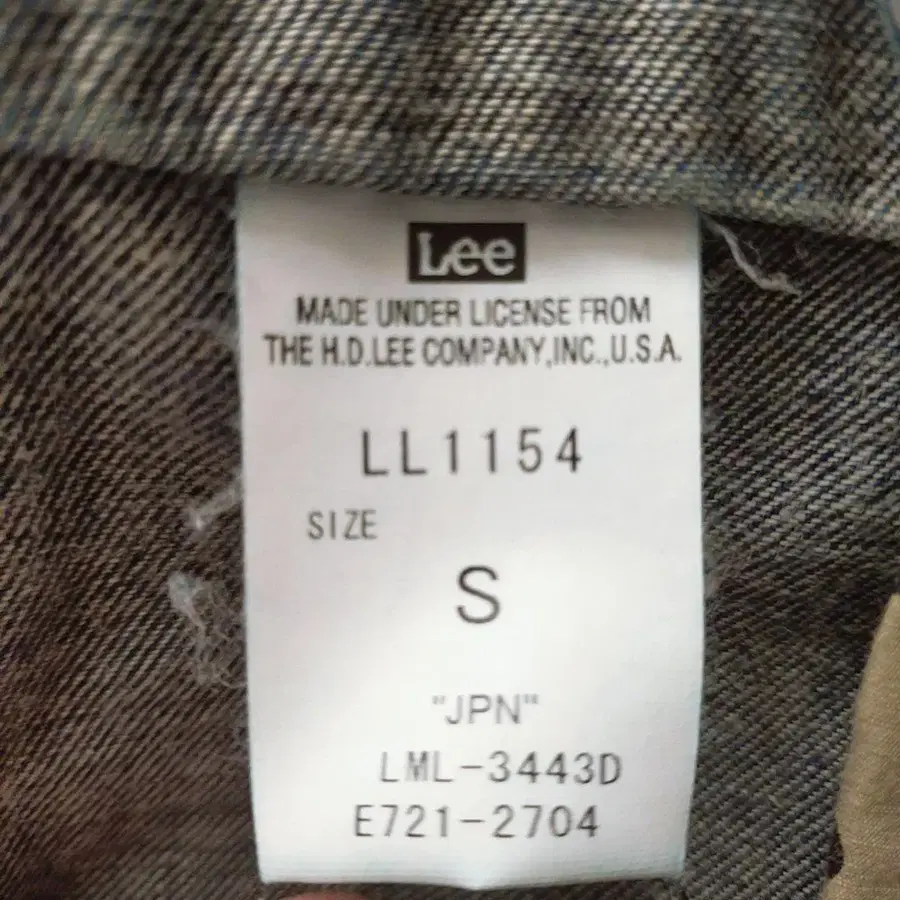 Lee
MADE UNDER LICENSE FROM
THE H.D.LEE COMPANY,INC.,U.S.A.
LL1154
SIZE
S
"JPN"
LML-3443D
E721-2704